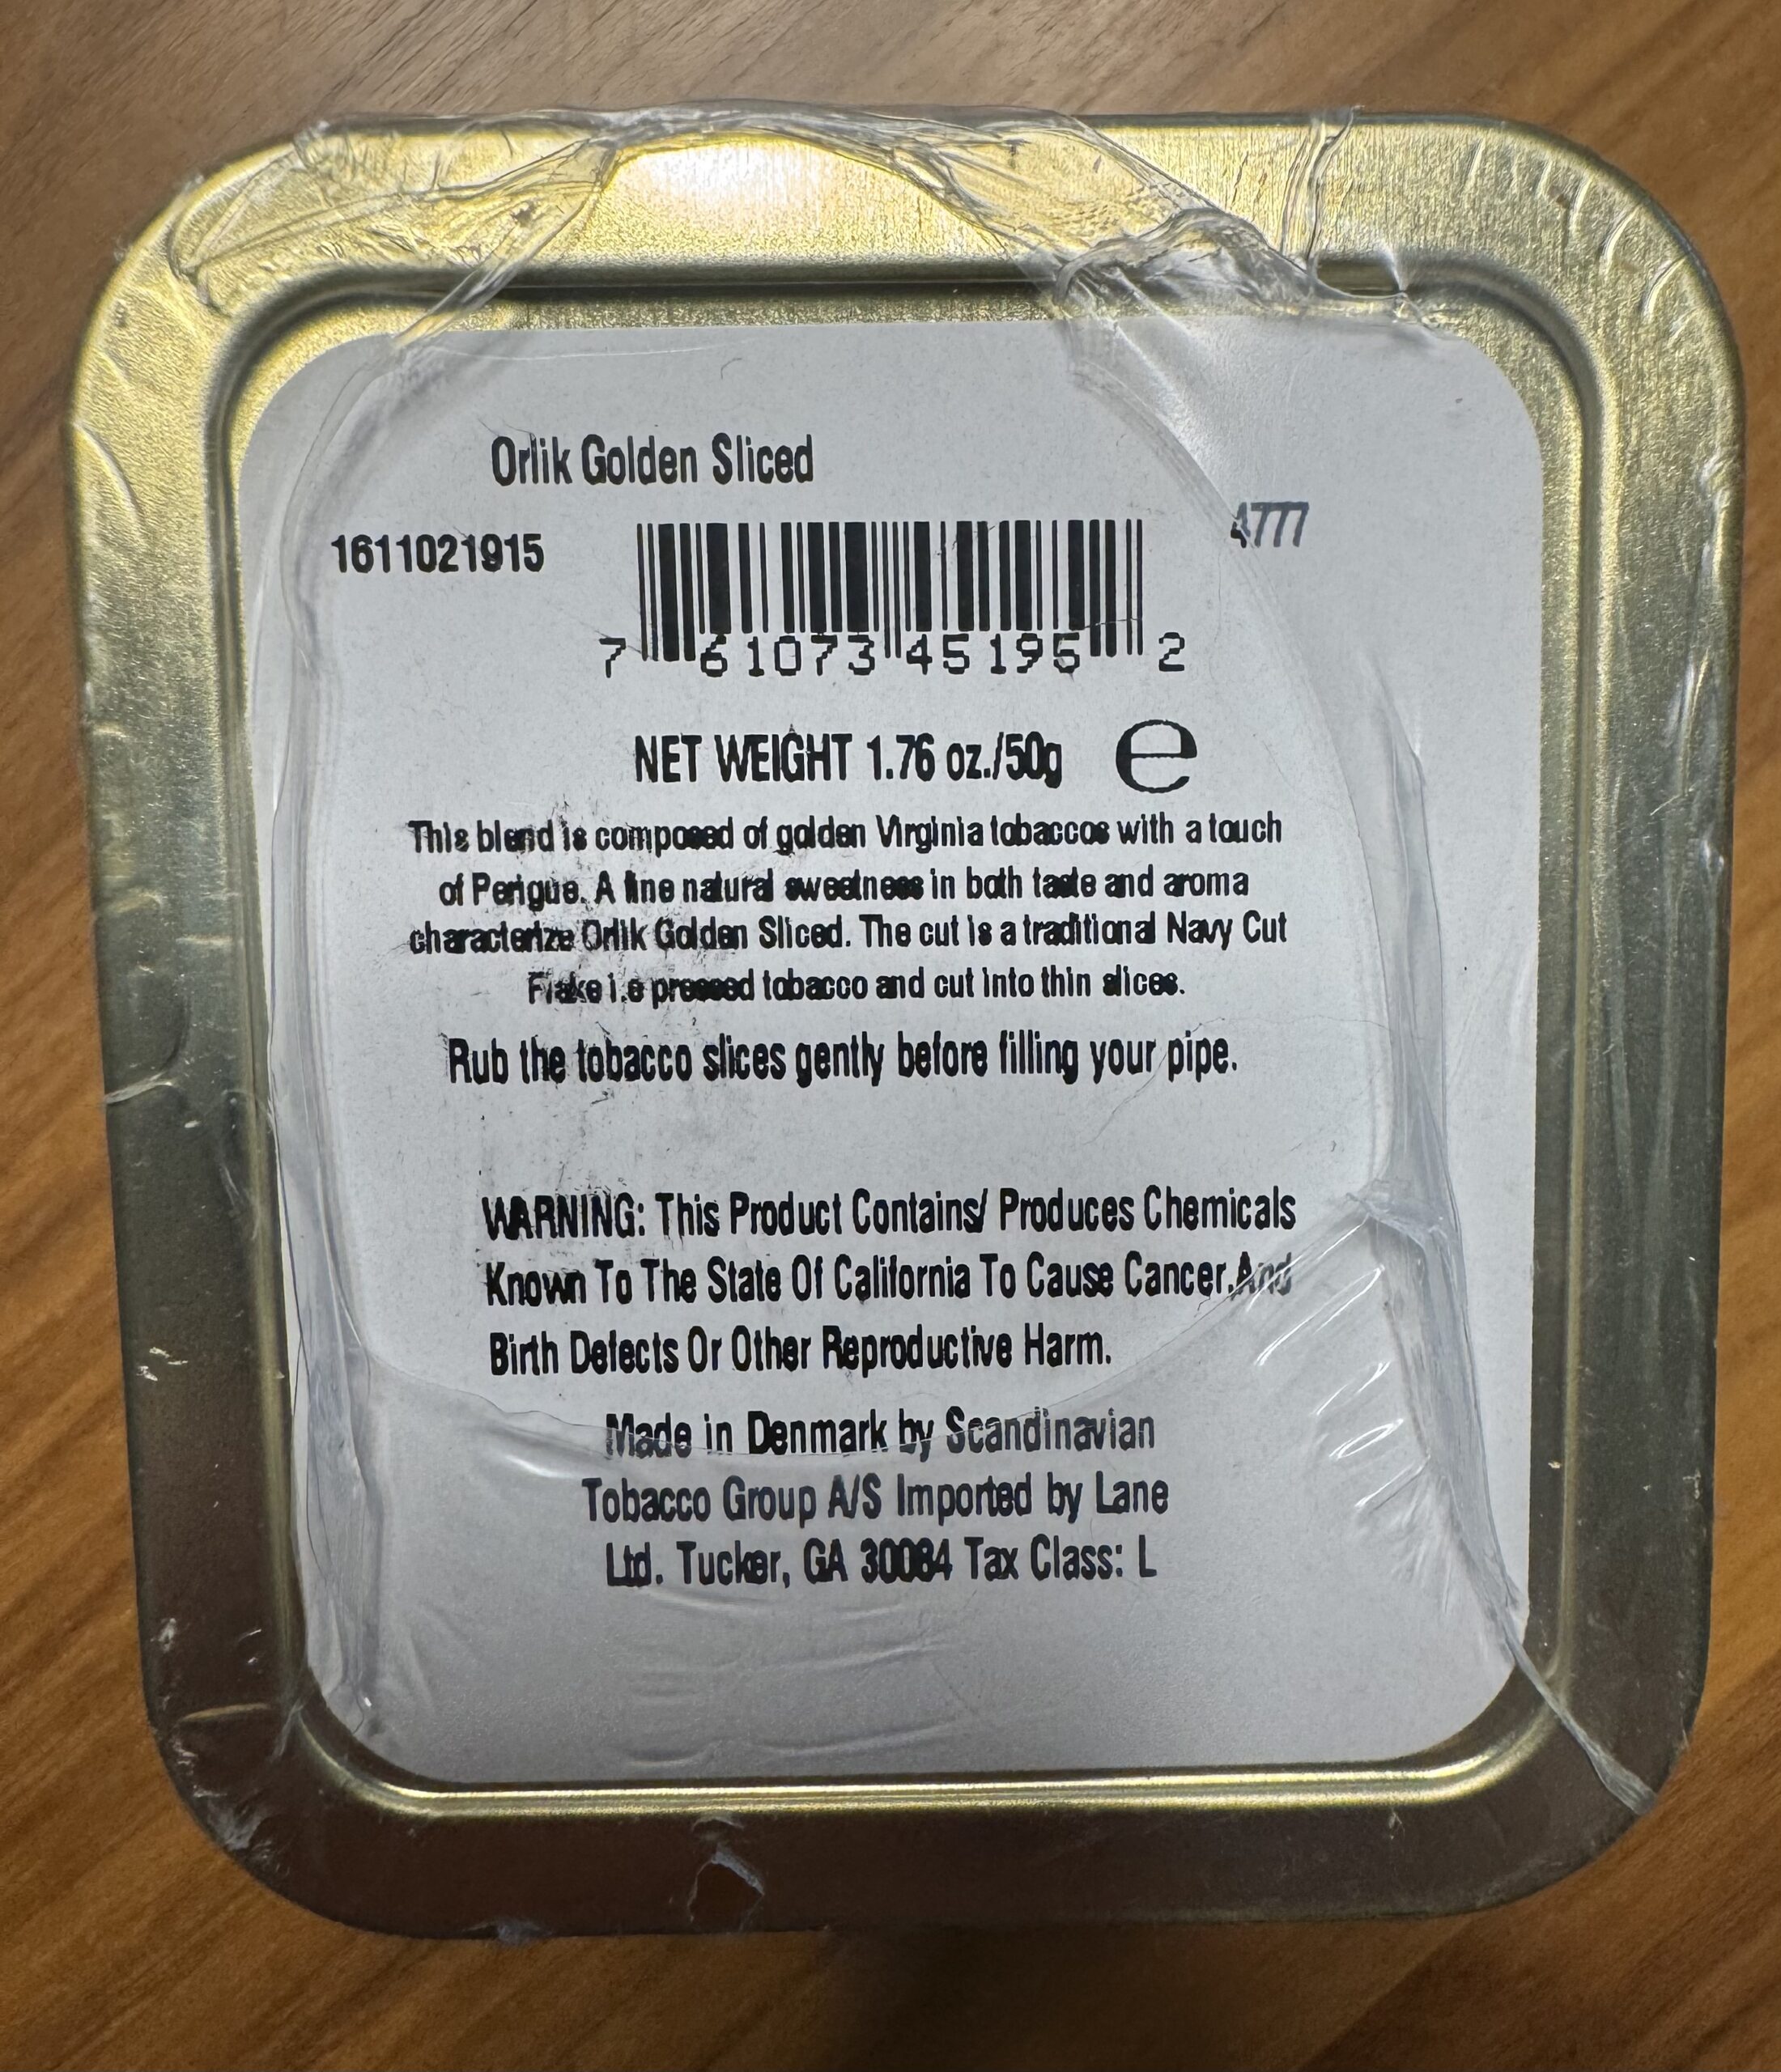 Orlik Golden Sliced
1611021915
4777
7 61073 45195 2
NET WEIGHT 1.76 oz./50g ℮
This blend is composed of golden Virginia tobaccos with a touch
of Perigue. A fine natural sweetness in both taste and aroma
characterize Orlik Golden Sliced. The cut is a traditional Navy Cut
Flake i.e pressed tobacco and cut into thin slices.
Rub the tobacco slices gently before filling your pipe.
WARNING: This Product Contains/ Produces Chemicals
Known To The State Of California To Cause Cancer.And
Birth Defects Or Other Reproductive Harm.
Made in Denmark by Scandinavian
Tobacco Group A/S Imported by Lane
Ltd. Tucker, GA 30084 Tax Class: L